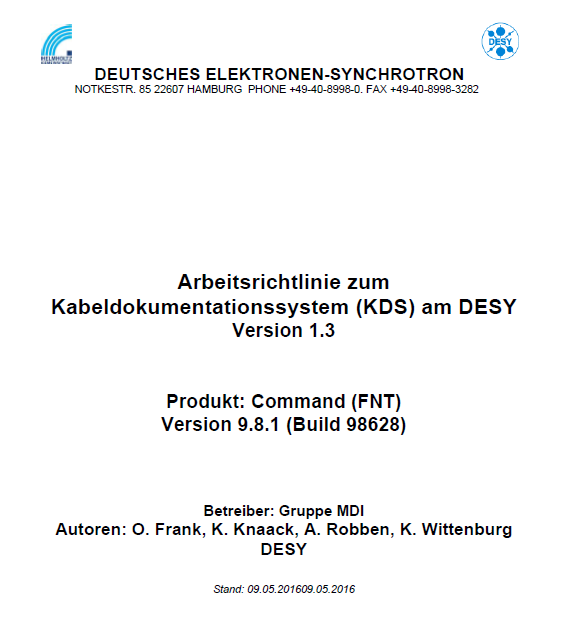 HELMHOLTZ
DESY
DEUTSCHES ELEKTRONEN-SYNCHROTRON
NOTKESTR. 85 22607 HAMBURG PHONE +49-40-8998-0. FAX +49-40-8998-3282
Arbeitsrichtlinie zum
Kabeldokumentationssystem (KDS) am DESY
Version 1.3
Produkt: Command (FNT)
Version 9.8.1 (Build 98628)
Betreiber: Gruppe MDI
Autoren: O. Frank, K. Knaack, A. Robben, K. Wittenburg
DESY
Stand: 09.05.201609.05.2016